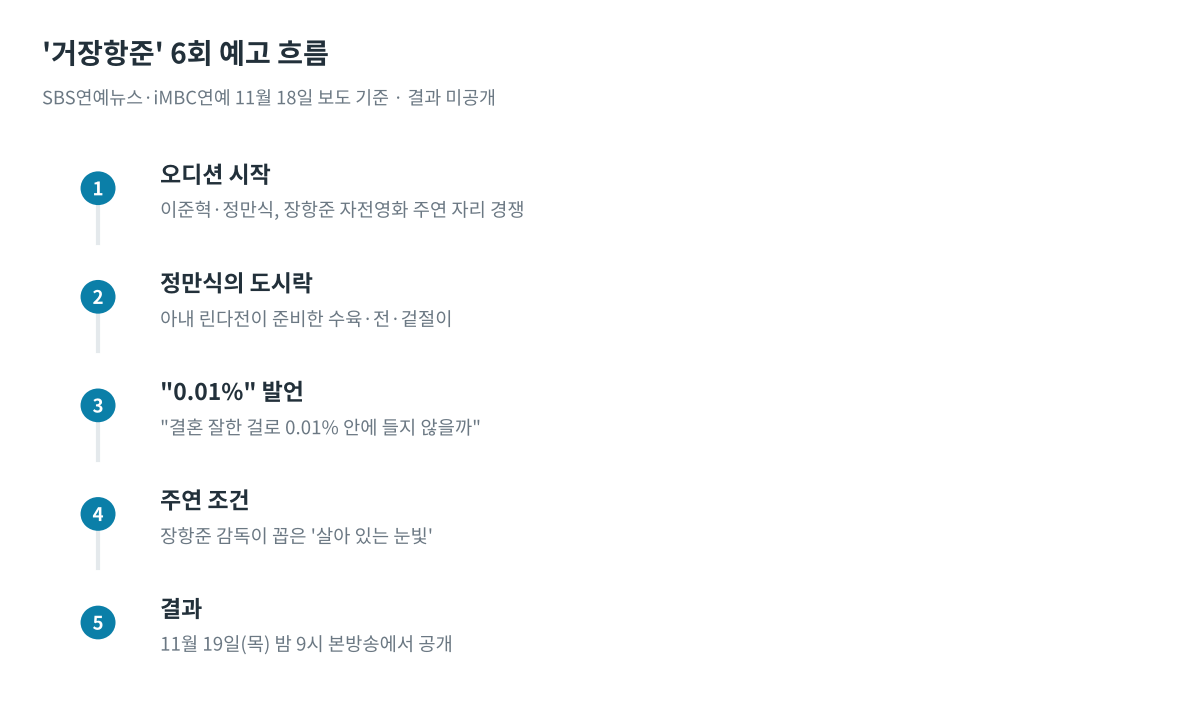 '거장항준' 6회 예고 흐름
SBS연예뉴스·iMBC연예 11월 18일 보도 기준 · 결과 미공개
1
오디션 시작
이준혁·정만식, 장항준 자전영화 주연 자리 경쟁
2
정만식의 도시락
아내 린다전이 준비한 수육·전·겉절이
3
"0.01%" 발언
"결혼 잘한 걸로 0.01% 안에 들지 않을까"
4
주연 조건
장항준 감독이 꼽은 '살아 있는 눈빛'
5
결과
11월 19일(목) 밤 9시 본방송에서 공개